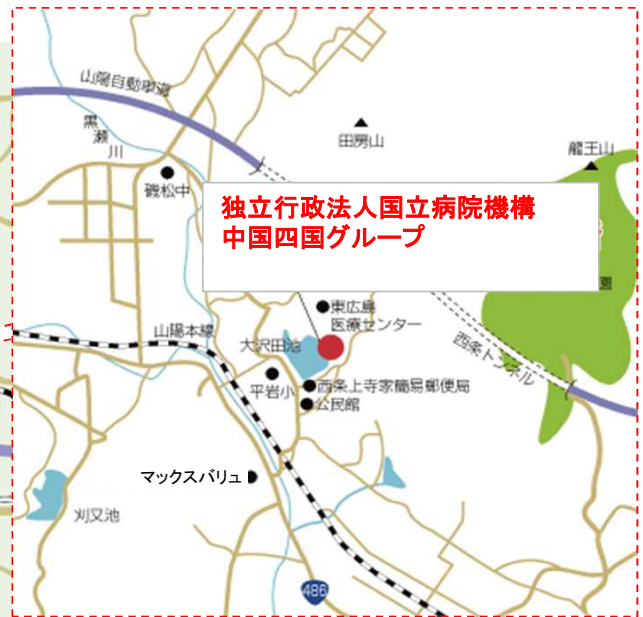 山陽自動車道
黒瀬川
田房山
龍王山
磯松中
独立行政法人国立病院機構
中国四国グループ
園
東広島
医療センター
山陽本線
大沢田池
西条トンネル
平岩小
西条上寺家簡易郵便局
公民館
マックスバリュ
刈又池
486